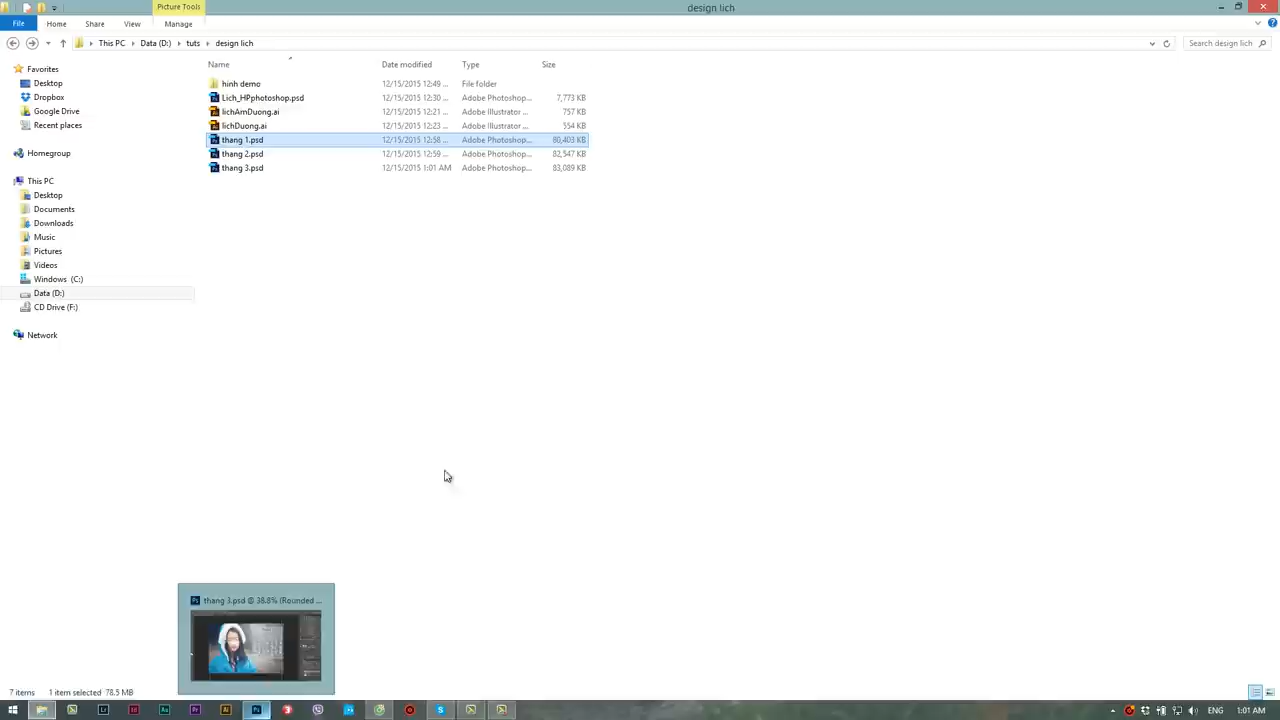 Picture Tools
design lich
File
Home
Share
View
Manage
This PC
Data (D:)
tuts
design lich
Search design lich
Name
Date modified
Type
Size
Favorites
Desktop
Dropbox
Google Drive
Recent places
Homegroup
This PC
Desktop
Documents
Downloads
Music
Pictures
Videos
Windows (C:)
Data (D:)
CD Drive (F:)
Network
hinh demo 12/15/2015 12:49 ... File folder
Lich_HPphotoshop.psd 12/15/2015 12:30 ... Adobe Photoshop... 7,773 KB
lichAmDuong.ai 12/15/2015 12:21 ... Adobe Illustrator ... 757 KB
lichDuong.ai 12/15/2015 12:23 ... Adobe Illustrator ... 554 KB
thang 1.psd 12/15/2015 12:58 ... Adobe Photoshop... 80,403 KB
thang 2.psd 12/15/2015 12:59 ... Adobe Photoshop... 82,547 KB
thang 3.psd 12/15/2015 1:01 AM Adobe Photoshop... 83,089 KB
Ps thang 3.psd @ 38.8% (Rounded ...
7 items 1 item selected 78.5 MB
Lr
Id
Au
Pr
Ai
Ps
ENG
1:01 AM